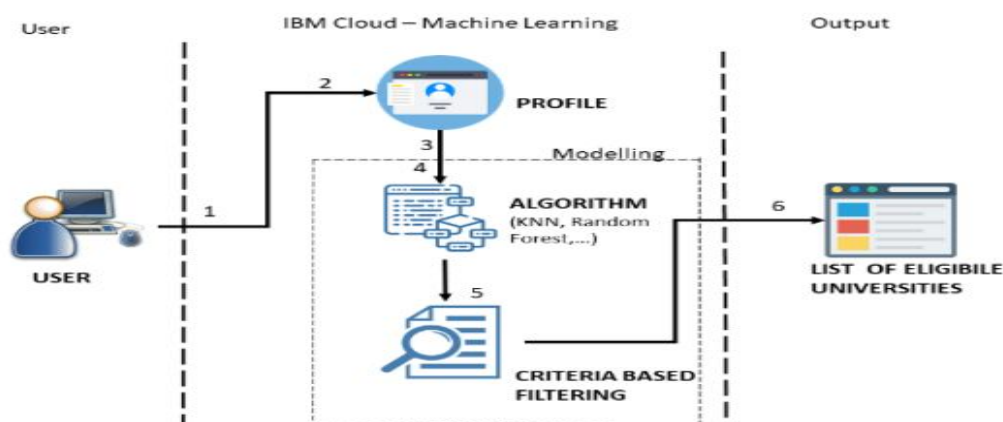 User
IBM Cloud – Machine Learning
Output
2
PROFILE
3
Modelling
4
ALGORITHM
(KNN, Random
Forest,...)
1
6
USER
LIST OF ELIGIBILE
UNIVERSITIES
5
CRITERIA BASED
FILTERING